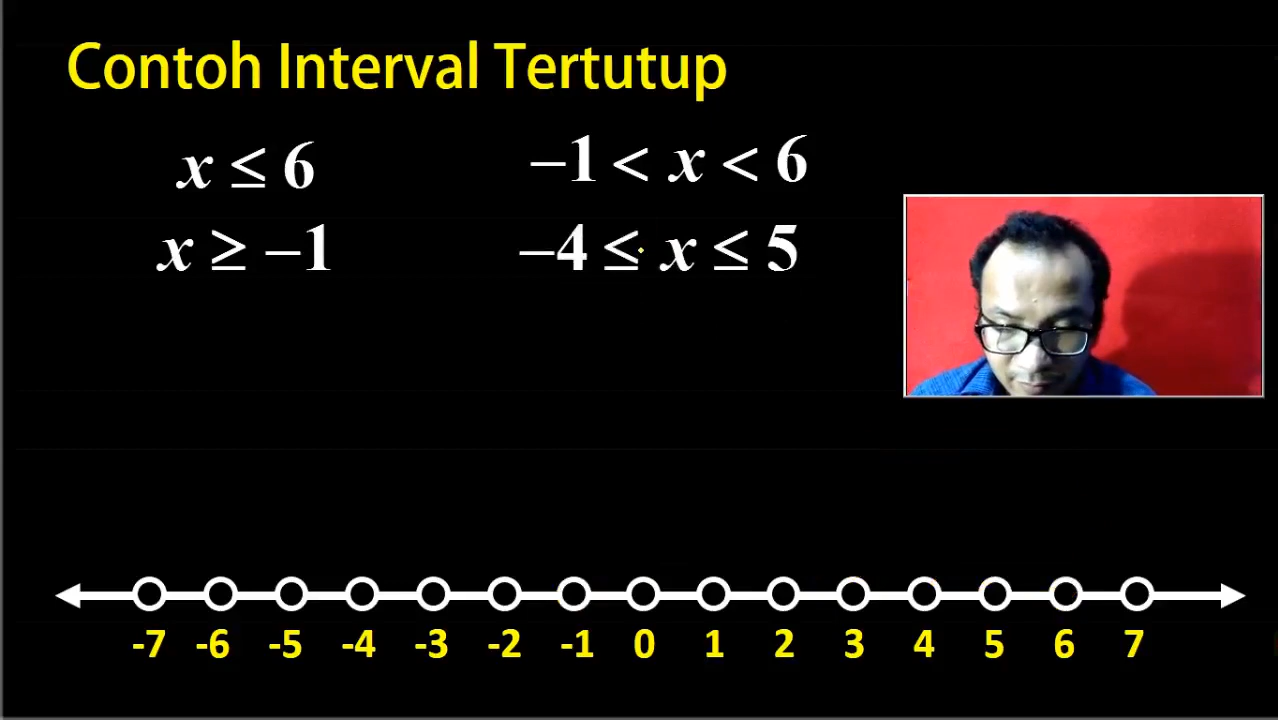 Contoh Interval Tertutup
x ≤ 6
x ≥ −1
−1 < x < 6
−4 ≤ x ≤ 5
-7 -6 -5 -4 -3 -2 -1 0 1 2 3 4 5 6 7